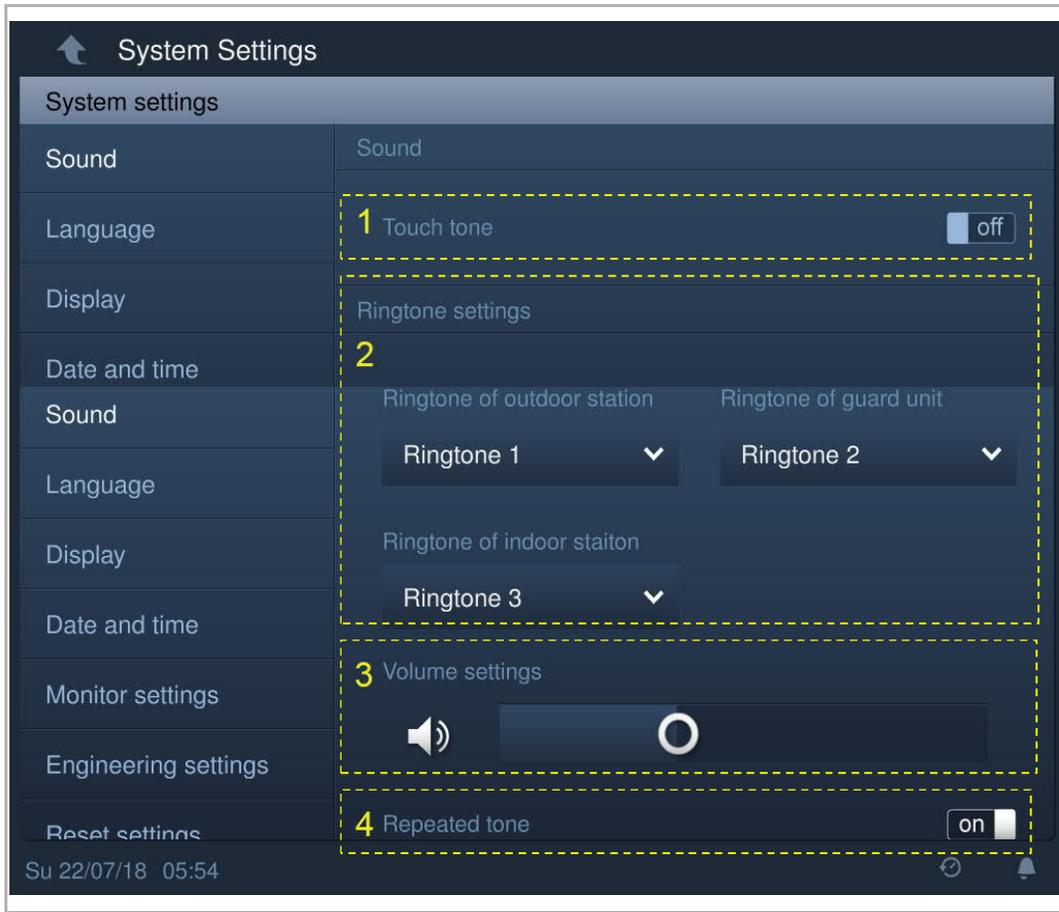 System Settings
System settings
Sound
Language
Display
Date and time
Sound
Language
Display
Date and time
Monitor settings
Engineering settings
Reset settings
Sound
1 Touch tone off
Ringtone settings
2
Ringtone of outdoor station Ringtone of guard unit
Ringtone 1 Ringtone 2
Ringtone of indoor staiton
Ringtone 3
3 Volume settings
4 Repeated tone on
Su 22/07/18 05:54